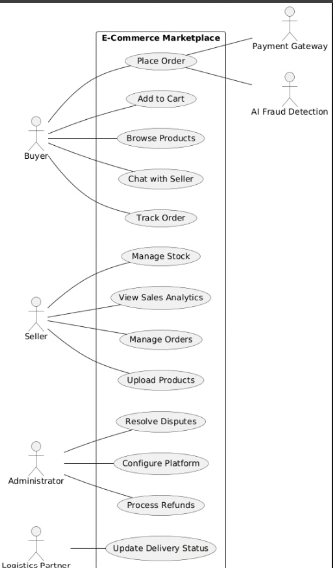 E-Commerce Marketplace
Place Order
Payment Gateway
Add to Cart
AI Fraud Detection
Buyer
Browse Products
Chat with Seller
Track Order
Manage Stock
View Sales Analytics
Seller
Manage Orders
Upload Products
Resolve Disputes
Configure Platform
Administrator
Process Refunds
Update Delivery Status
Logistics Partner